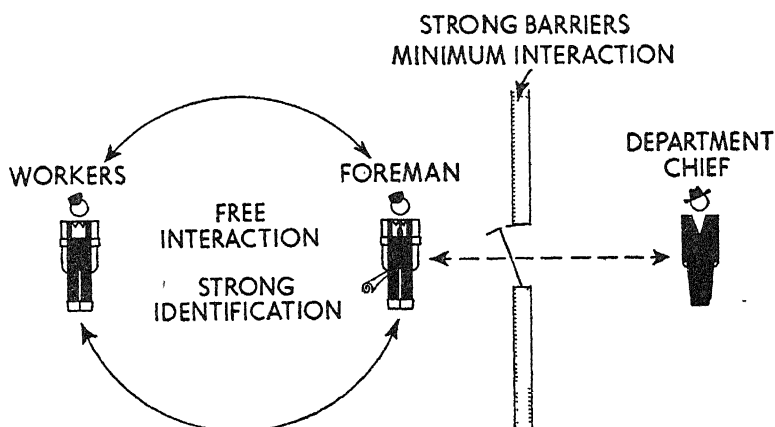 STRONG BARRIERS
MINIMUM INTERACTION
DEPARTMENT
CHIEF
WORKERS
FOREMAN
FREE
INTERACTION
STRONG
IDENTIFICATION